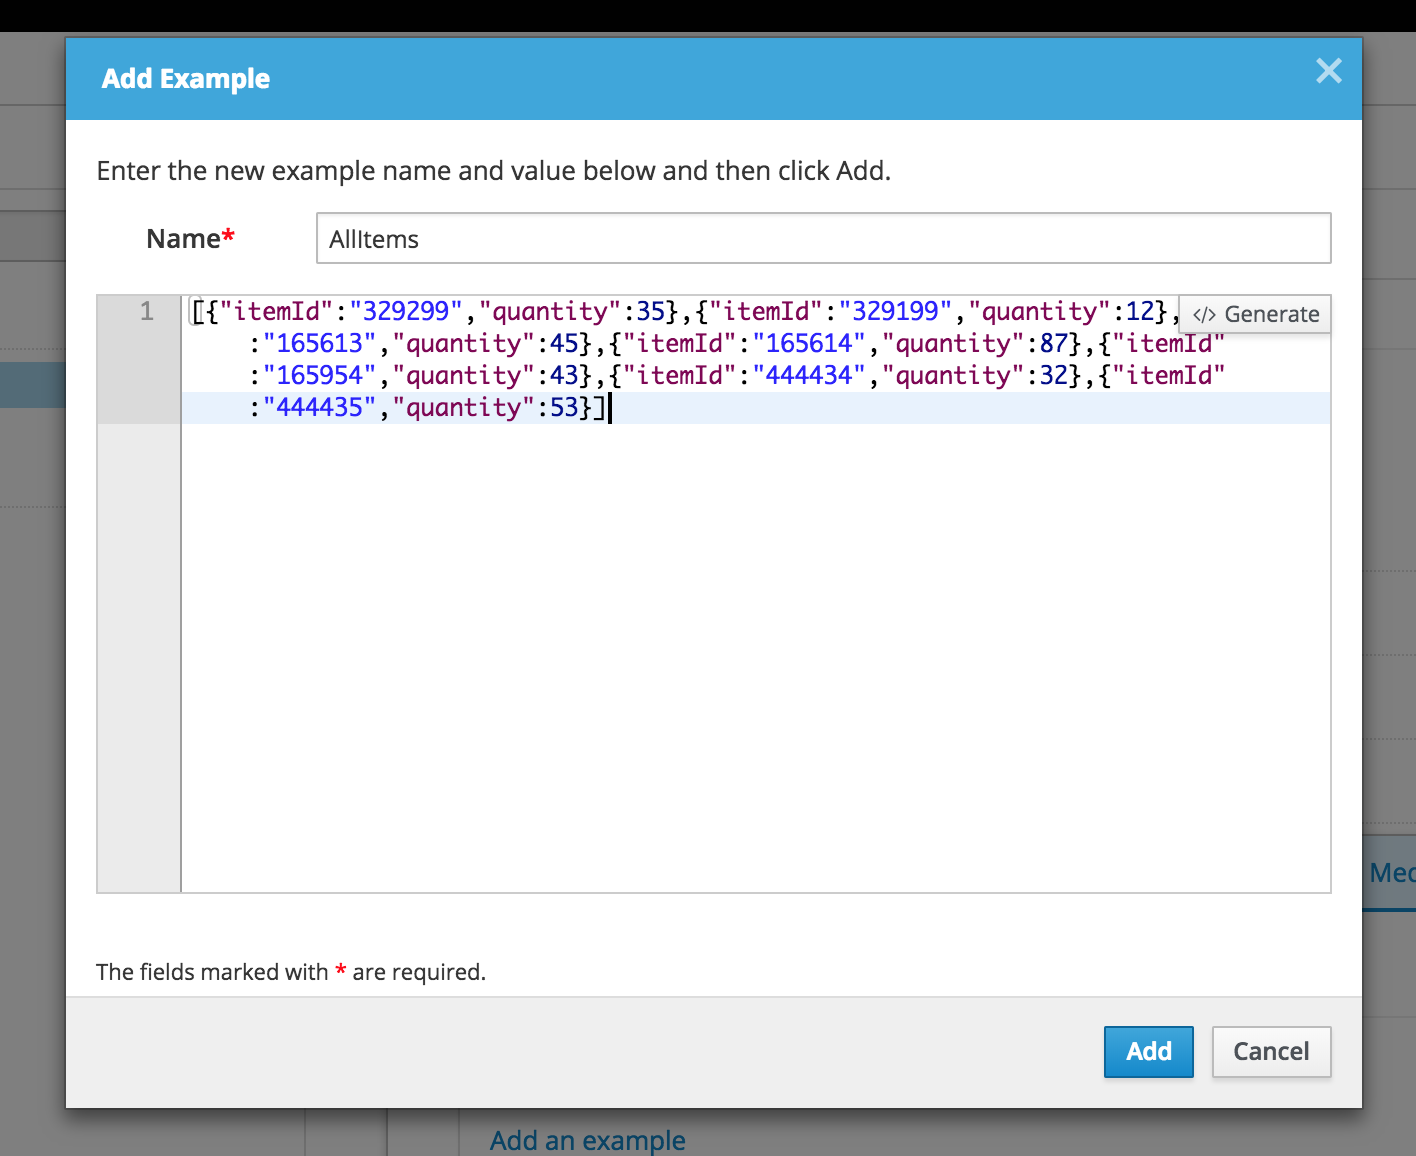 Add Example
Enter the new example name and value below and then click Add.
Name*
AllItems
1
[{"itemId":"329299","quantity":35},{"itemId":"329199","quantity":12},
</> Generate
:"165613","quantity":45},{"itemId":"165614","quantity":87},{"itemId"
:"165954","quantity":43},{"itemId":"444434","quantity":32},{"itemId"
:"444435","quantity":53}]
The fields marked with * are required.
Add
Cancel
Add an example